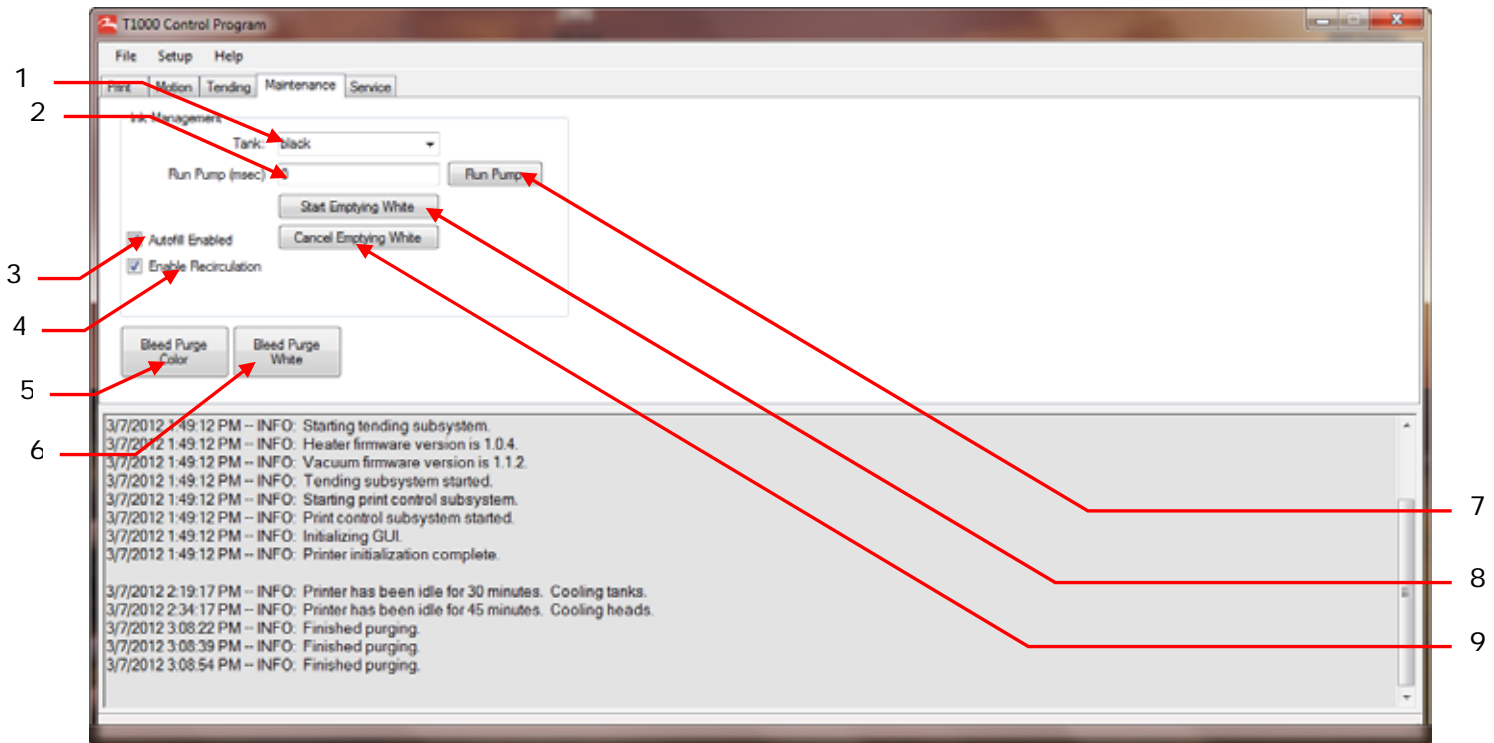 T1000 Control Program
File Setup Help
Print Motion Tending Maintenance Service
1
2
Ink Management
Tank: black
Run Pump (msec) 0 Run Pump
Start Emptying White
Autofill Enabled Cancel Emptying White
3
Enable Recirculation
4
Bleed Purge Color
Bleed Purge White
5
6
3/7/2012 1:49:12 PM -- INFO: Starting tending subsystem.
3/7/2012 1:49:12 PM -- INFO: Heater firmware version is 1.0.4.
3/7/2012 1:49:12 PM -- INFO: Vacuum firmware version is 1.1.2.
3/7/2012 1:49:12 PM -- INFO: Tending subsystem started.
3/7/2012 1:49:12 PM -- INFO: Starting print control subsystem.
3/7/2012 1:49:12 PM -- INFO: Print control subsystem started.
3/7/2012 1:49:12 PM -- INFO: Initializing GUI.
3/7/2012 1:49:12 PM -- INFO: Printer initialization complete.
3/7/2012 2:19:17 PM -- INFO: Printer has been idle for 30 minutes. Cooling tanks.
3/7/2012 2:34:17 PM -- INFO: Printer has been idle for 45 minutes. Cooling heads.
3/7/2012 3:08:22 PM -- INFO: Finished purging.
3/7/2012 3:08:39 PM -- INFO: Finished purging.
3/7/2012 3:08:54 PM -- INFO: Finished purging.
7
8
9